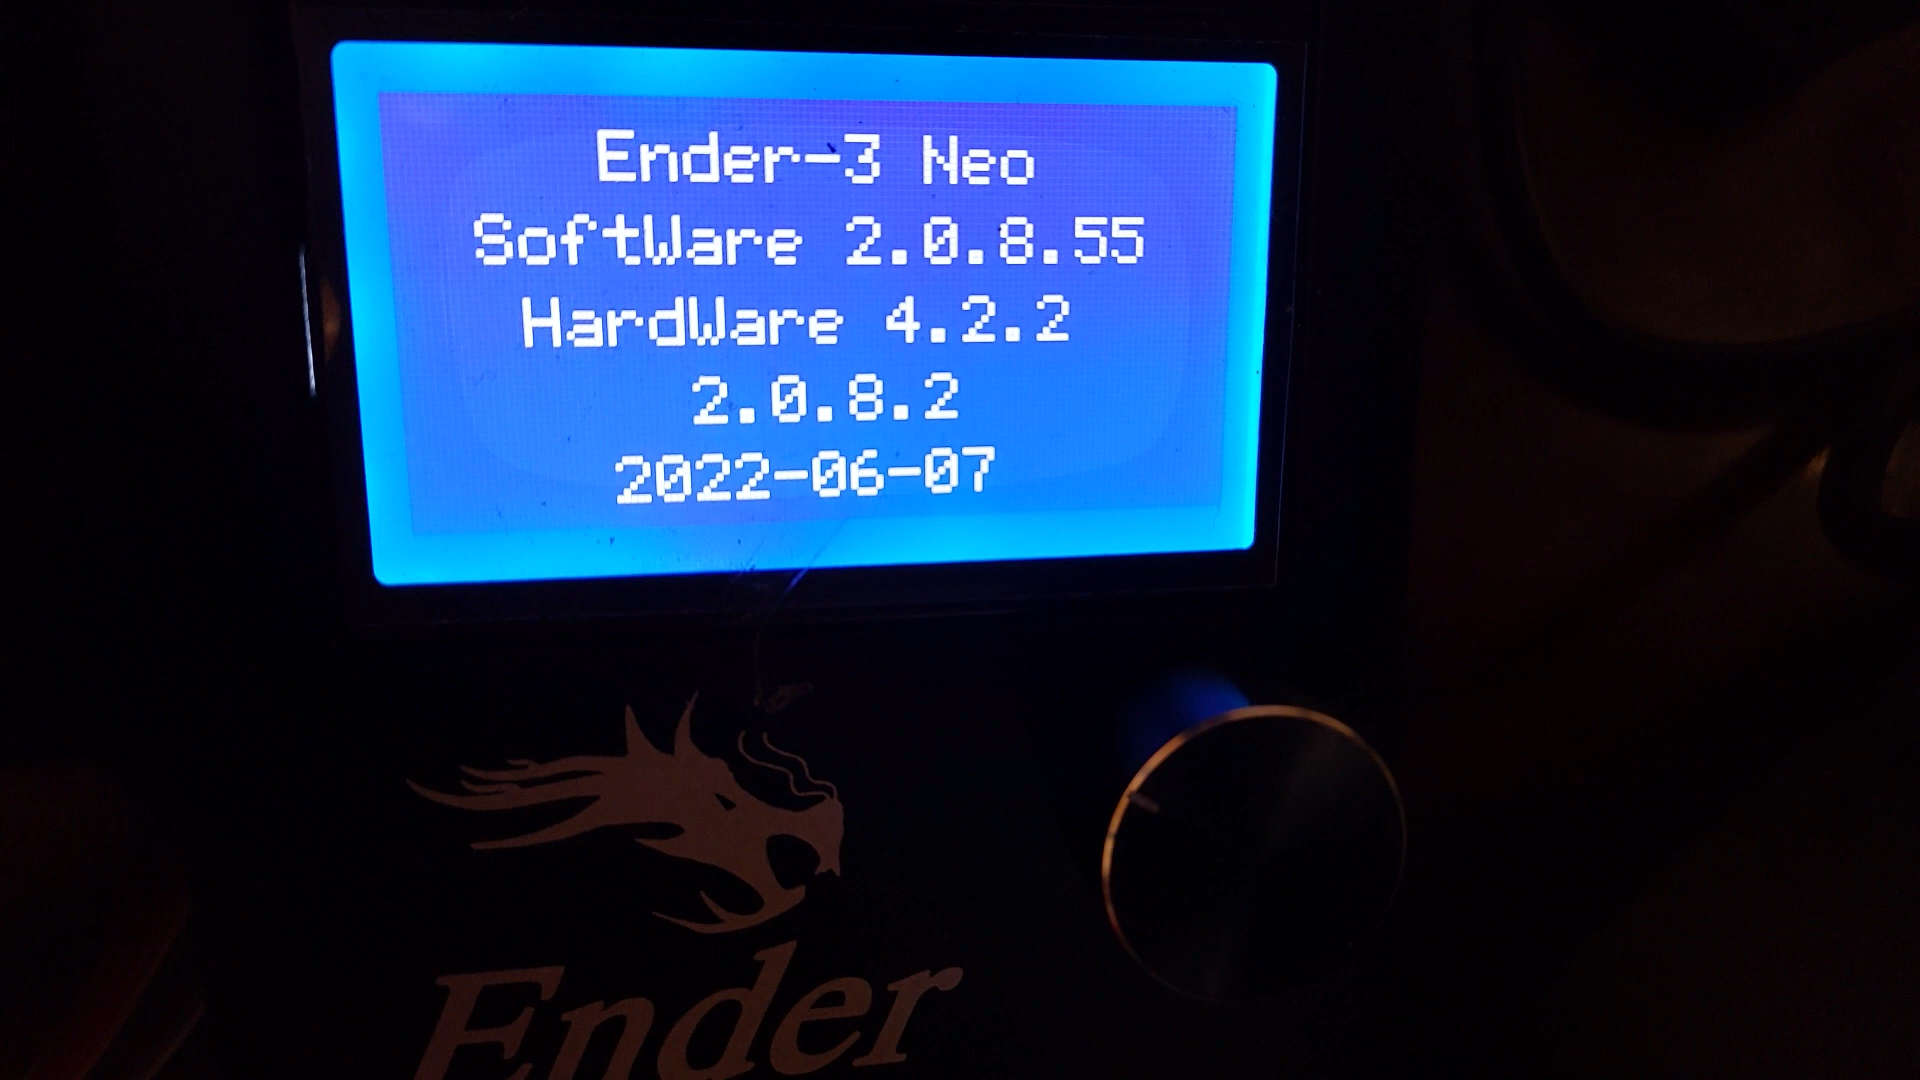 Ender-3 Neo
SoftWare 2.0.8.55
HardWare 4.2.2
2.0.8.2
2022-06-07
Ender